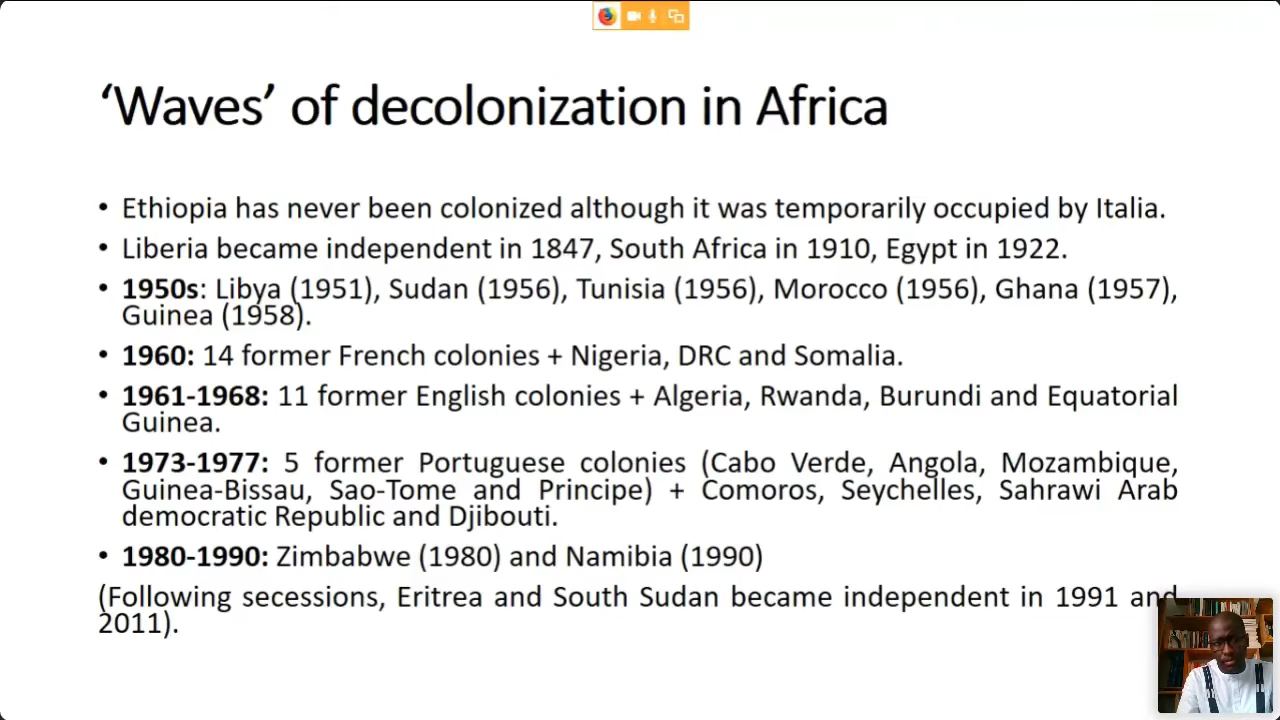 ‘Waves’ of decolonization in Africa
• Ethiopia has never been colonized although it was temporarily occupied by Italia.
• Liberia became independent in 1847, South Africa in 1910, Egypt in 1922.
• 1950s: Libya (1951), Sudan (1956), Tunisia (1956), Morocco (1956), Ghana (1957),
Guinea (1958).
• 1960: 14 former French colonies + Nigeria, DRC and Somalia.
• 1961-1968: 11 former English colonies + Algeria, Rwanda, Burundi and Equatorial
Guinea.
• 1973-1977: 5 former Portuguese colonies (Cabo Verde, Angola, Mozambique,
Guinea-Bissau, Sao-Tome and Principe) + Comoros, Seychelles, Sahrawi Arab
democratic Republic and Djibouti.
• 1980-1990: Zimbabwe (1980) and Namibia (1990)
(Following secessions, Eritrea and South Sudan became independent in 1991 and
2011).